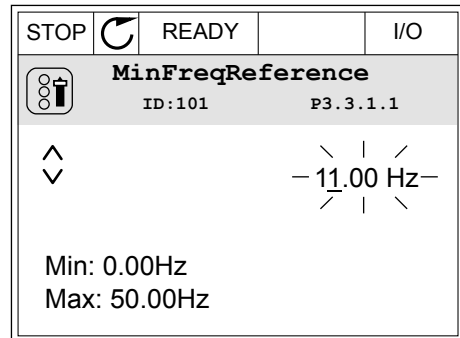 STOP READY I/O
MinFreqReference
ID:101 P3.3.1.1
11.00 Hz
Min: 0.00Hz
Max: 50.00Hz